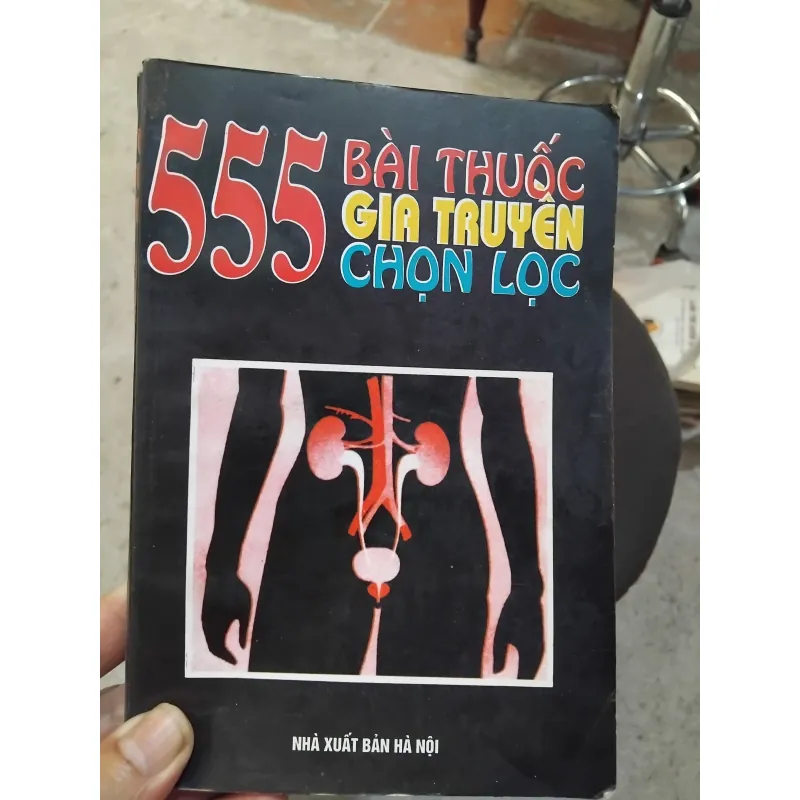 555 BÀI THUỐC
GIA TRUYỀN
CHỌN LỌC
NHÀ XUẤT BẢN HÀ NỘI